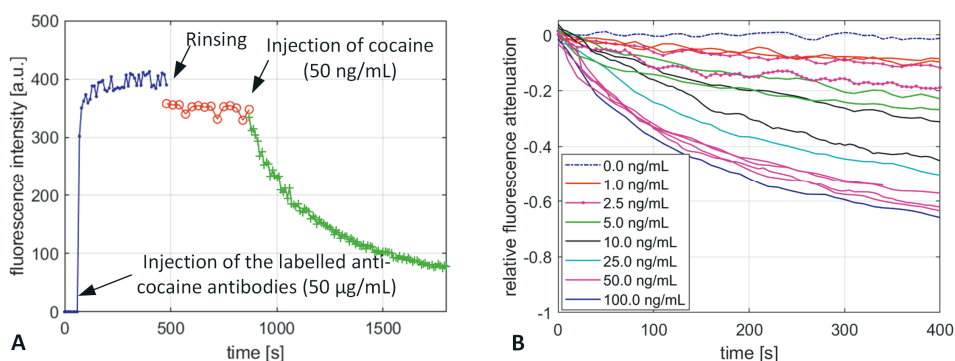 500
400
300
200
100
0
fluorescence intensity [a.u.]
Rinsing
Injection of cocaine
(50 ng/mL)
Injection of the labelled anti-
cocaine antibodies (50 µg/mL)
0
500
1000
1500
time [s]
A
0
-0.2
-0.4
-0.6
-0.8
-1
relative fluorescence attenuation
0.0 ng/mL
1.0 ng/mL
2.5 ng/mL
5.0 ng/mL
10.0 ng/mL
25.0 ng/mL
50.0 ng/mL
100.0 ng/mL
0
100
200
300
400
time [s]
B